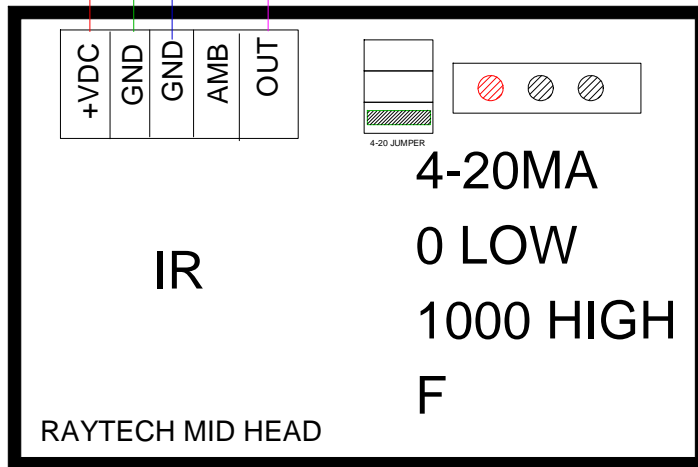 +VDC
GND
GND
AMB
OUT
4-20 JUMPER
4-20MA
0 LOW
IR
1000 HIGH
F
RAYTECH MID HEAD